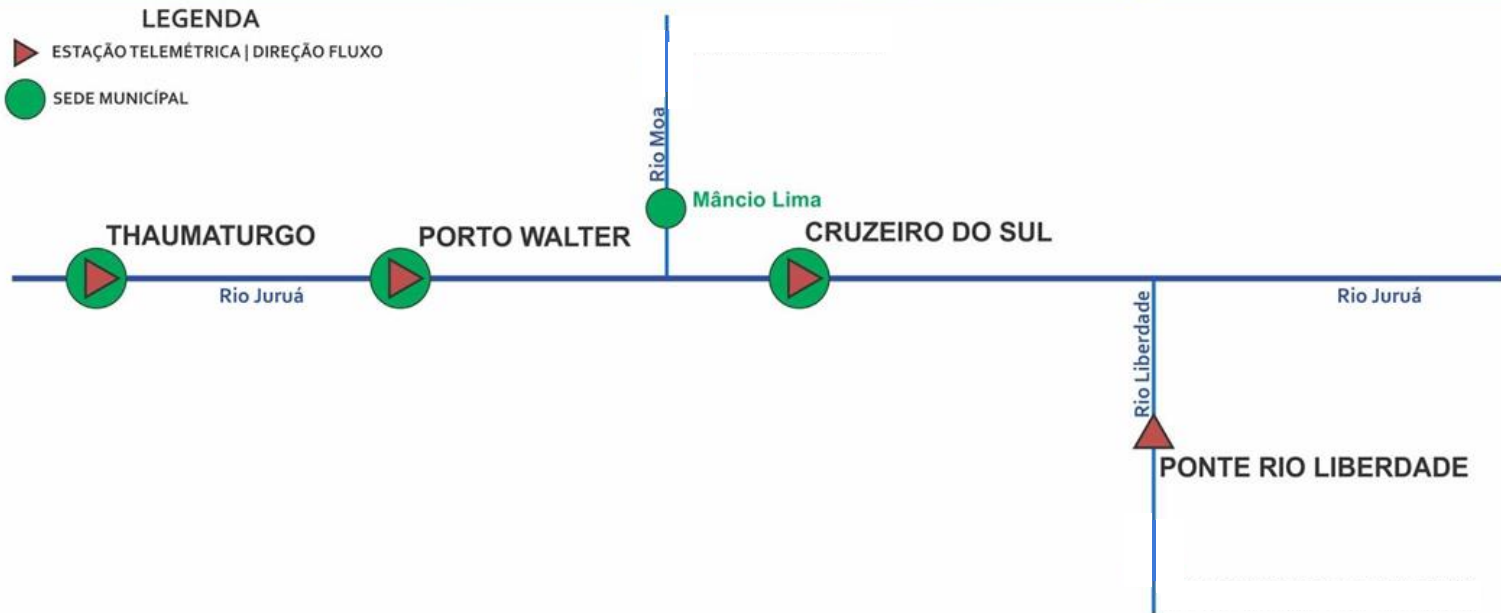 LEGENDA
ESTAÇÃO TELEMÉTRICA | DIREÇÃO FLUXO
SEDE MUNICÍPAL
Rio Moa
Mâncio Lima
THAUMATURGO
PORTO WALTER
CRUZEIRO DO SUL
Rio Juruá
Rio Juruá
Rio Liberdade
PONTE RIO LIBERDADE